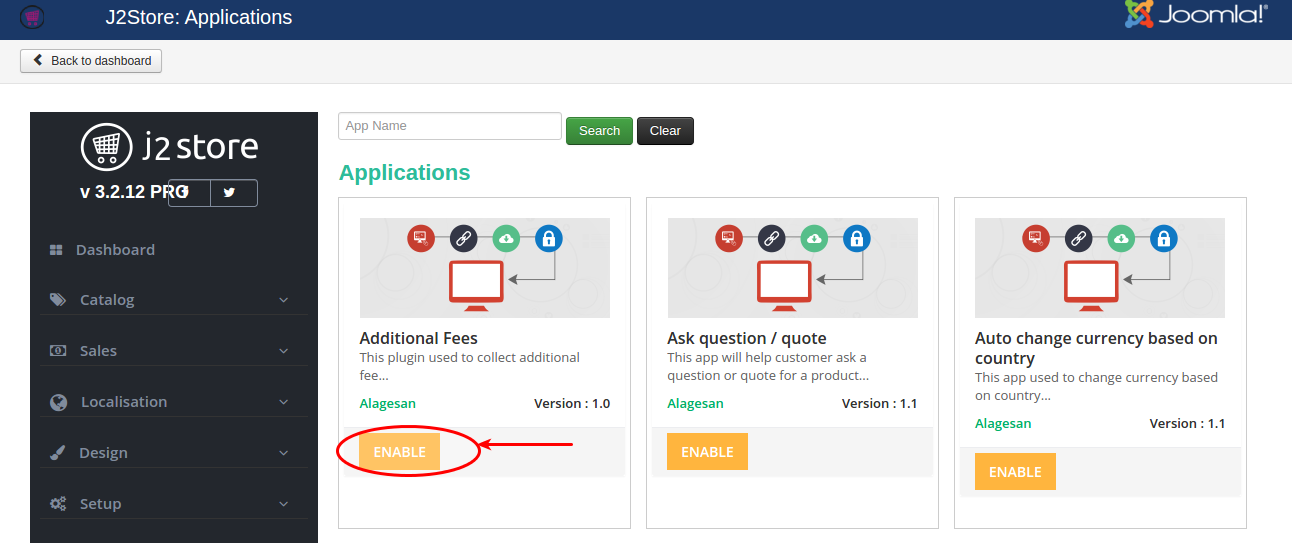 J2Store: Applications
Joomla!®
Back to dashboard
j2store
v 3.2.12 PRO
Dashboard
Catalog
Sales
Localisation
Design
Setup
App Name
Search
Clear
Applications
Additional Fees
This plugin used to collect additional
fee...
Alagesan
Version : 1.0
ENABLE
Ask question / quote
This app will help customer ask a
question or quote for a product...
Alagesan
Version : 1.1
ENABLE
Auto change currency based on
country
This app used to change currency based
on country...
Alagesan
Version : 1.1
ENABLE